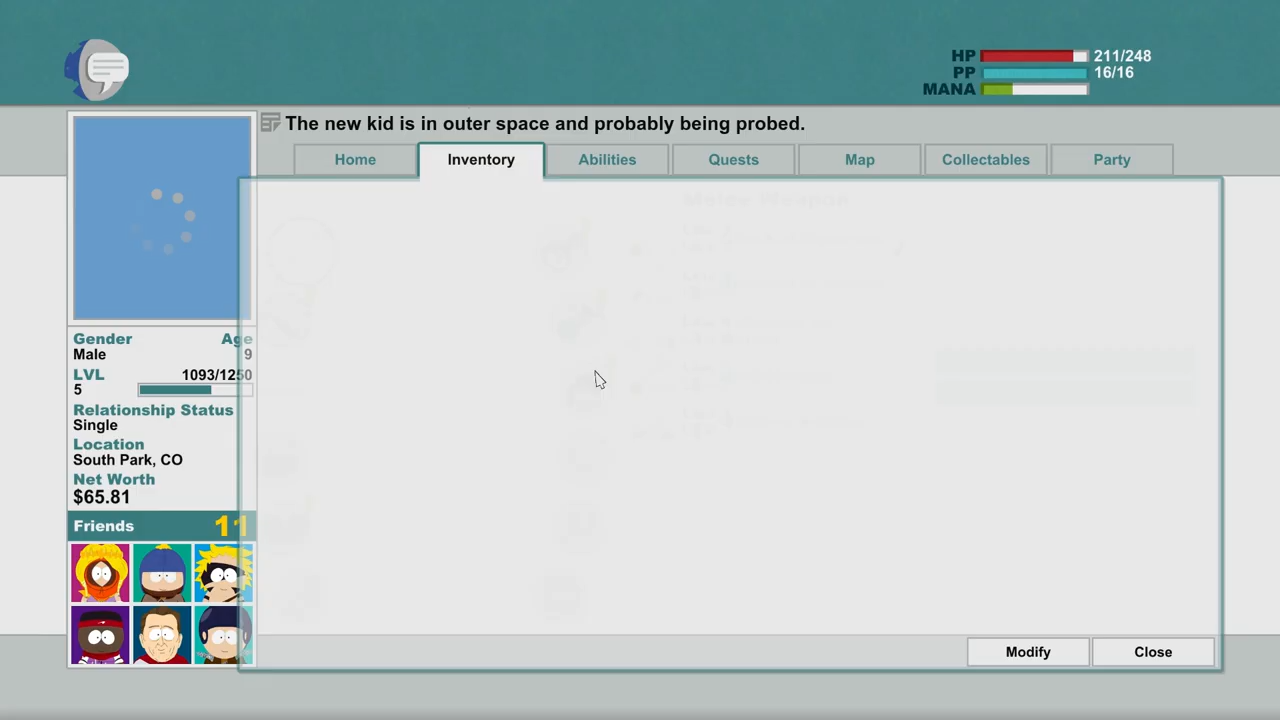 HP 211/248
PP 16/16
MANA
The new kid is in outer space and probably being probed.
Home Inventory Abilities Quests Map Collectables Party
Melee Weapon
Gender Age
Male 9
LVL 1093/1250
5
Relationship Status
Single
Location
South Park, CO
Net Worth
$65.81
Friends 11
Modify Close